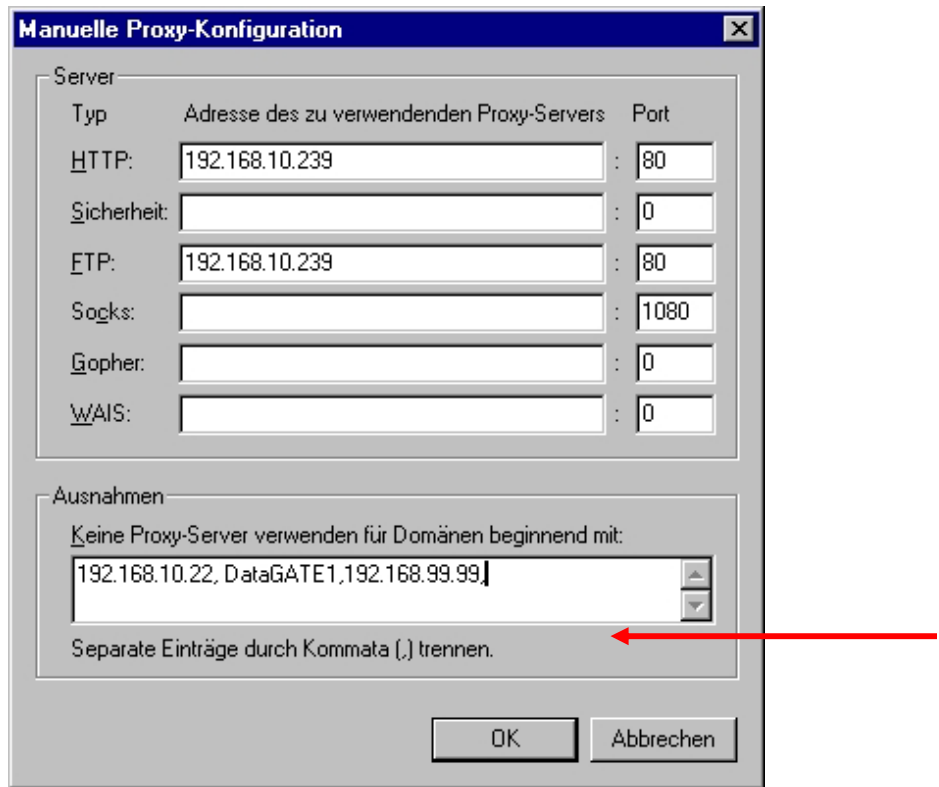 Manuelle Proxy-Konfiguration
Server
Typ Adresse des zu verwendenden Proxy-Servers Port
HTTP: 192.168.10.239 : 80
Sicherheit: : 0
FTP: 192.168.10.239 : 80
Socks: : 1080
Gopher: : 0
WAIS: : 0
Ausnahmen
Keine Proxy-Server verwenden für Domänen beginnend mit:
192.168.10.22, DataGATE1,192.168.99.99,
Separate Einträge durch Kommata (,) trennen.
OK Abbrechen